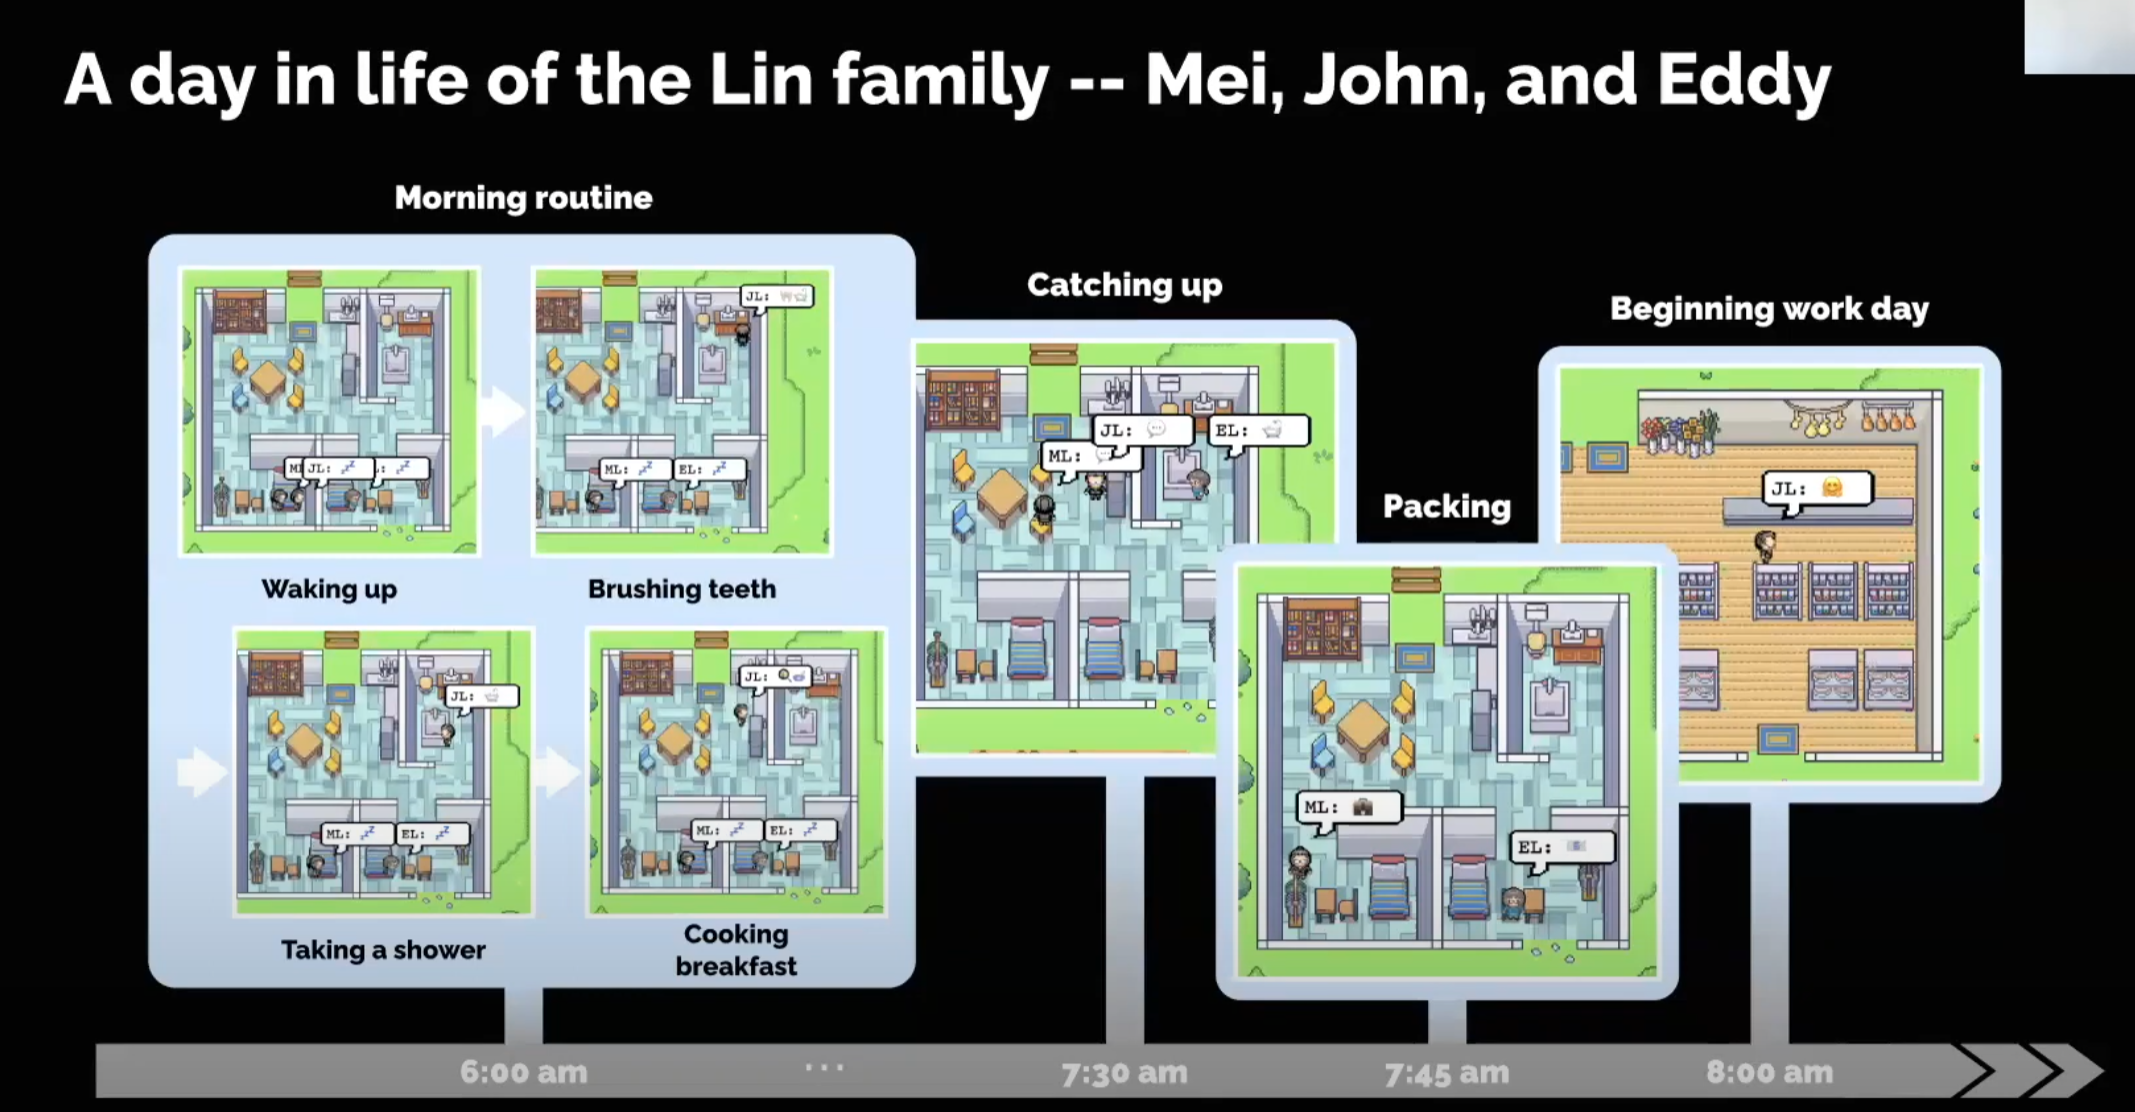 A day in life of the Lin family -- Mei, John, and Eddy
Morning routine
JL:
JL:
ML:
EL:
Waking up
Brushing teeth
JL:
ML:
EL:
JL:
ML:
EL:
Taking a shower
Cooking
breakfast
Catching up
JL:
EL:
ML:
Packing
ML:
EL:
Beginning work day
JL:
6:00 am
...
7:30 am
7:45 am
8:00 am